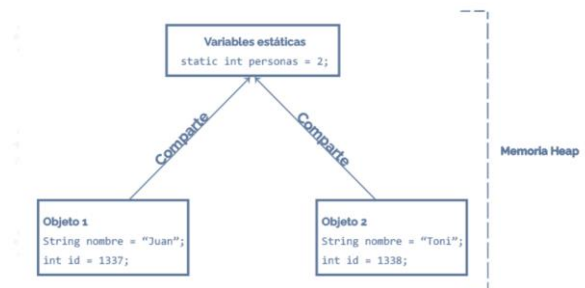 Variables estáticas
static int personas = 2;
Comparte
Comparte
Memoria Heap
Objeto 1
String nombre = “Juan”;
int id = 1337;
Objeto 2
String nombre = “Toni”;
int id = 1338;